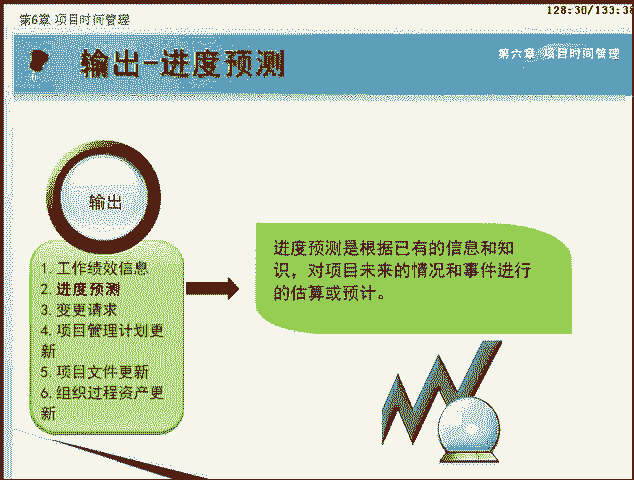 第6章 项目时间管理
128:30/133:38
输出-进度预测
第六章 项目时间管理
输出
1. 工作绩效信息
2. 进度预测
3. 变更请求
4. 项目管理计划更
新
5. 项目文件更新
6. 组织过程资产更
新
进度预测是根据已有的信息和知
识，对项目未来的情况和事件进行
的估算或预计。